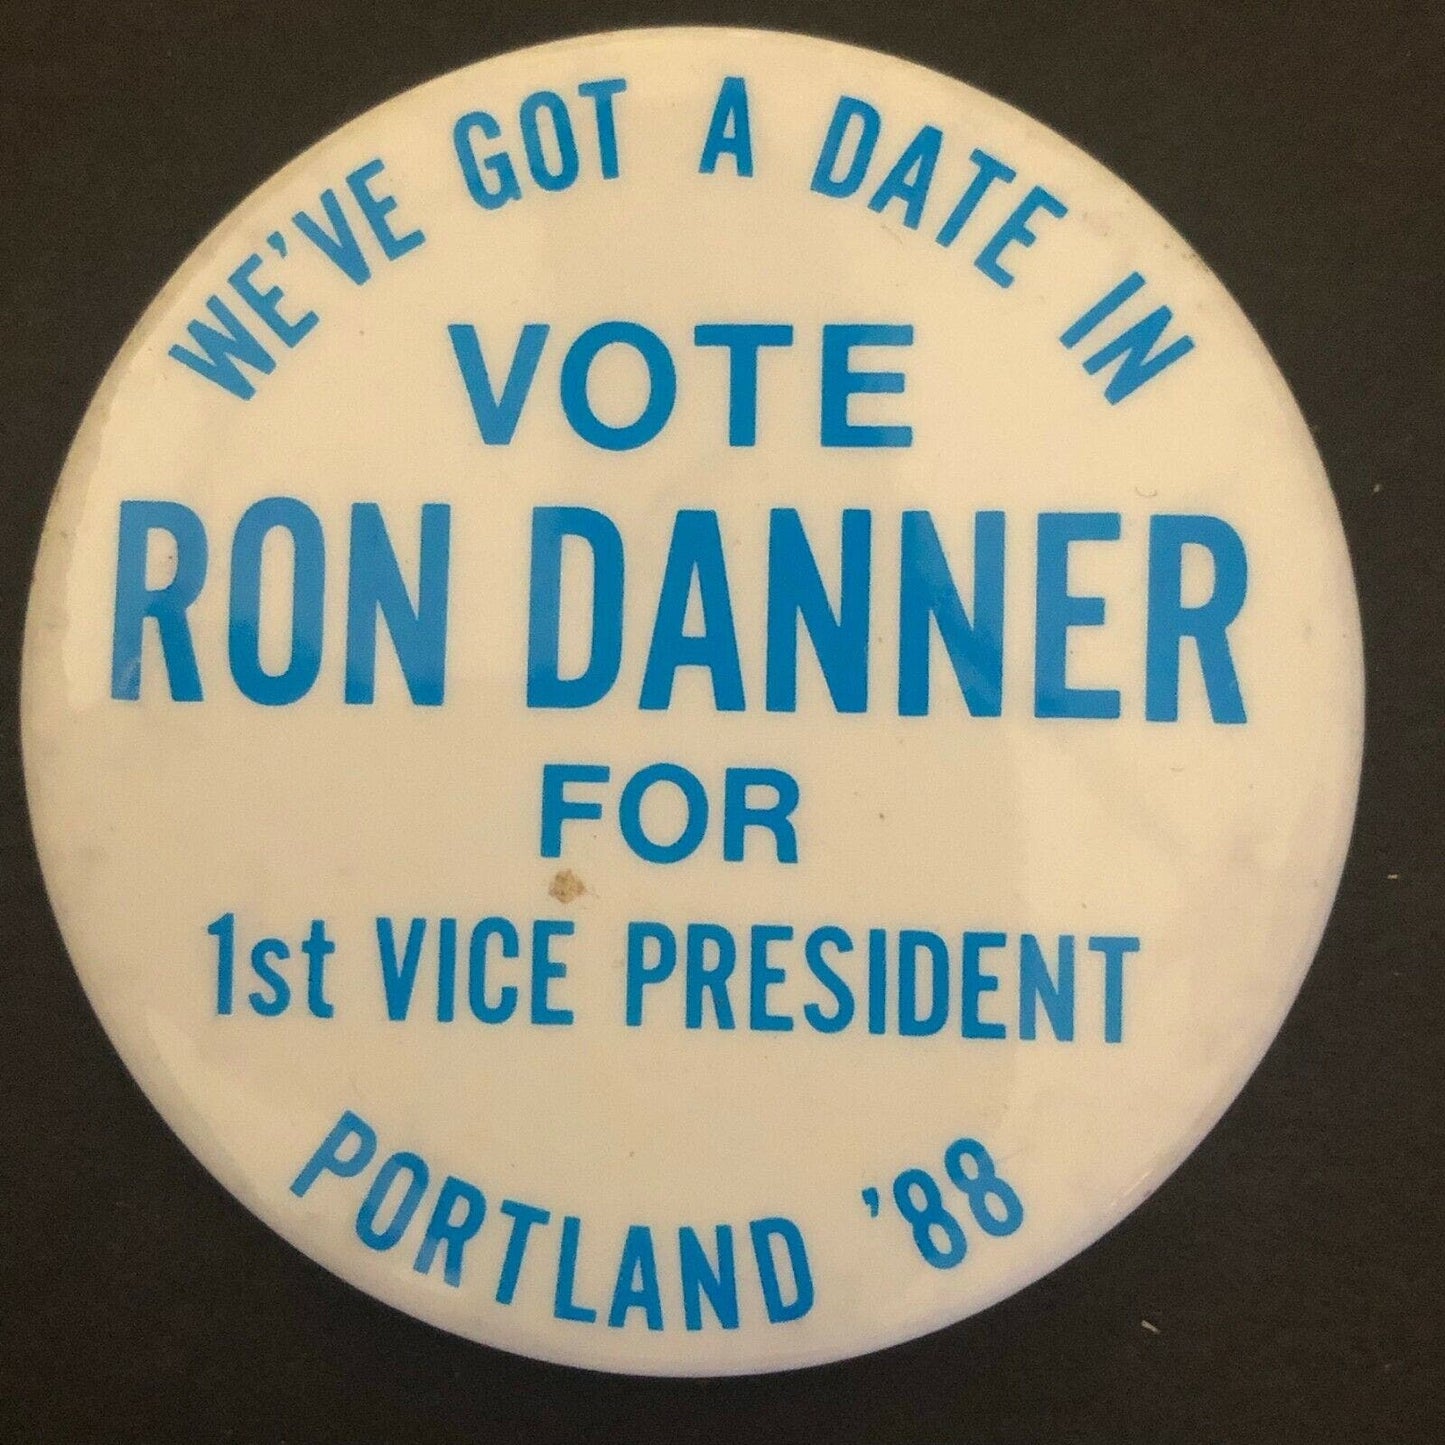 WE'VE GOT A DATE IN
VOTE
RON DANNER
FOR
1st VICE PRESIDENT
PORTLAND '88